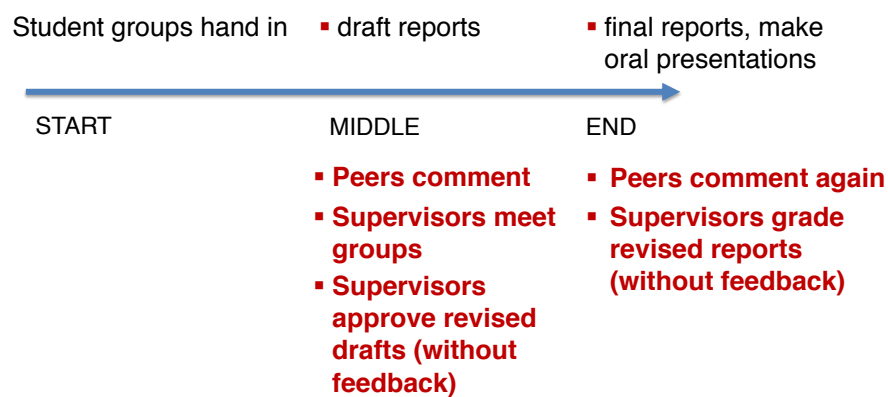 Student groups hand in ▪ draft reports ▪ final reports, make
oral presentations
START MIDDLE END
▪ Peers comment
▪ Supervisors meet
groups
▪ Supervisors
approve revised
drafts (without
feedback)
▪ Peers comment again
▪ Supervisors grade
revised reports
(without feedback)